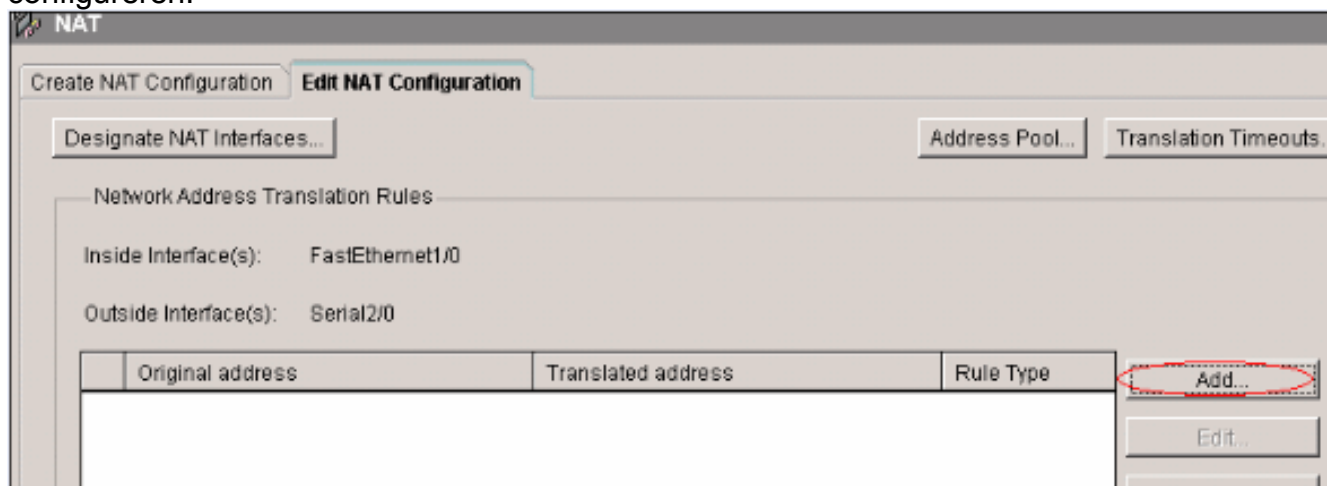 configureren.
NAT
Create NAT Configuration Edit NAT Configuration
Designate NAT Interfaces... Address Pool... Translation Timeouts.
Network Address Translation Rules
Inside Interface(s): FastEthernet1/0
Outside Interface(s): Serial2/0
Original address Translated address Rule Type Add...
Edit...